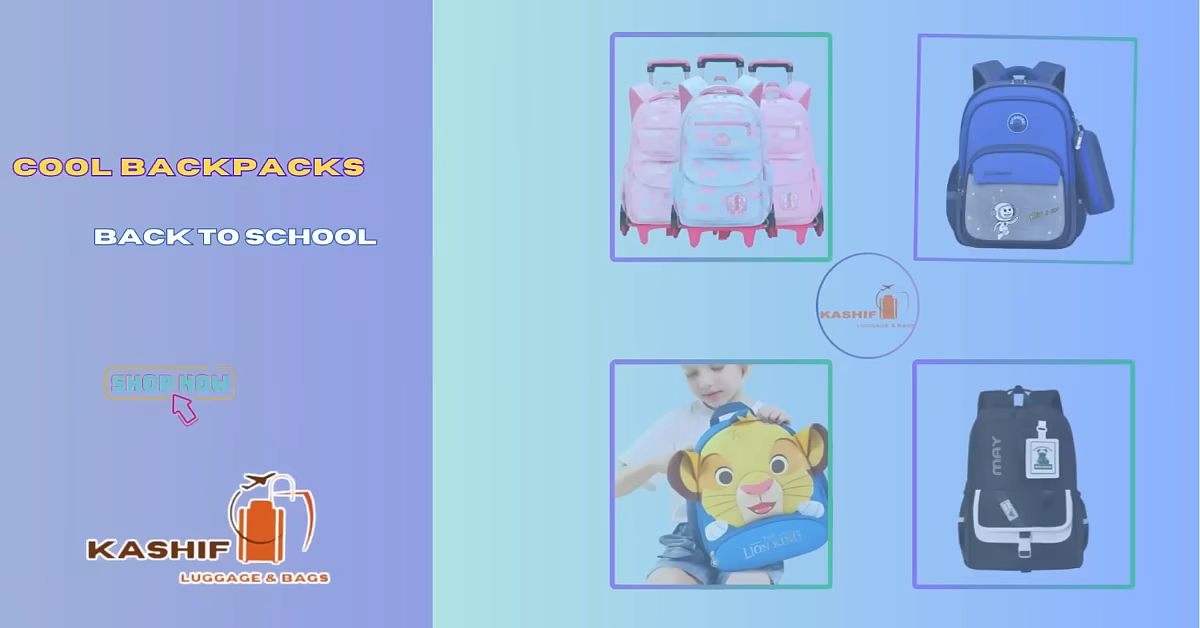 COOL BACKPACKS
BACK TO SCHOOL
SHOP NOW
KASHIF
LUGGAGE & BAGS
KASHIF
LUGGAGE & BAGS
LION KING
MAY